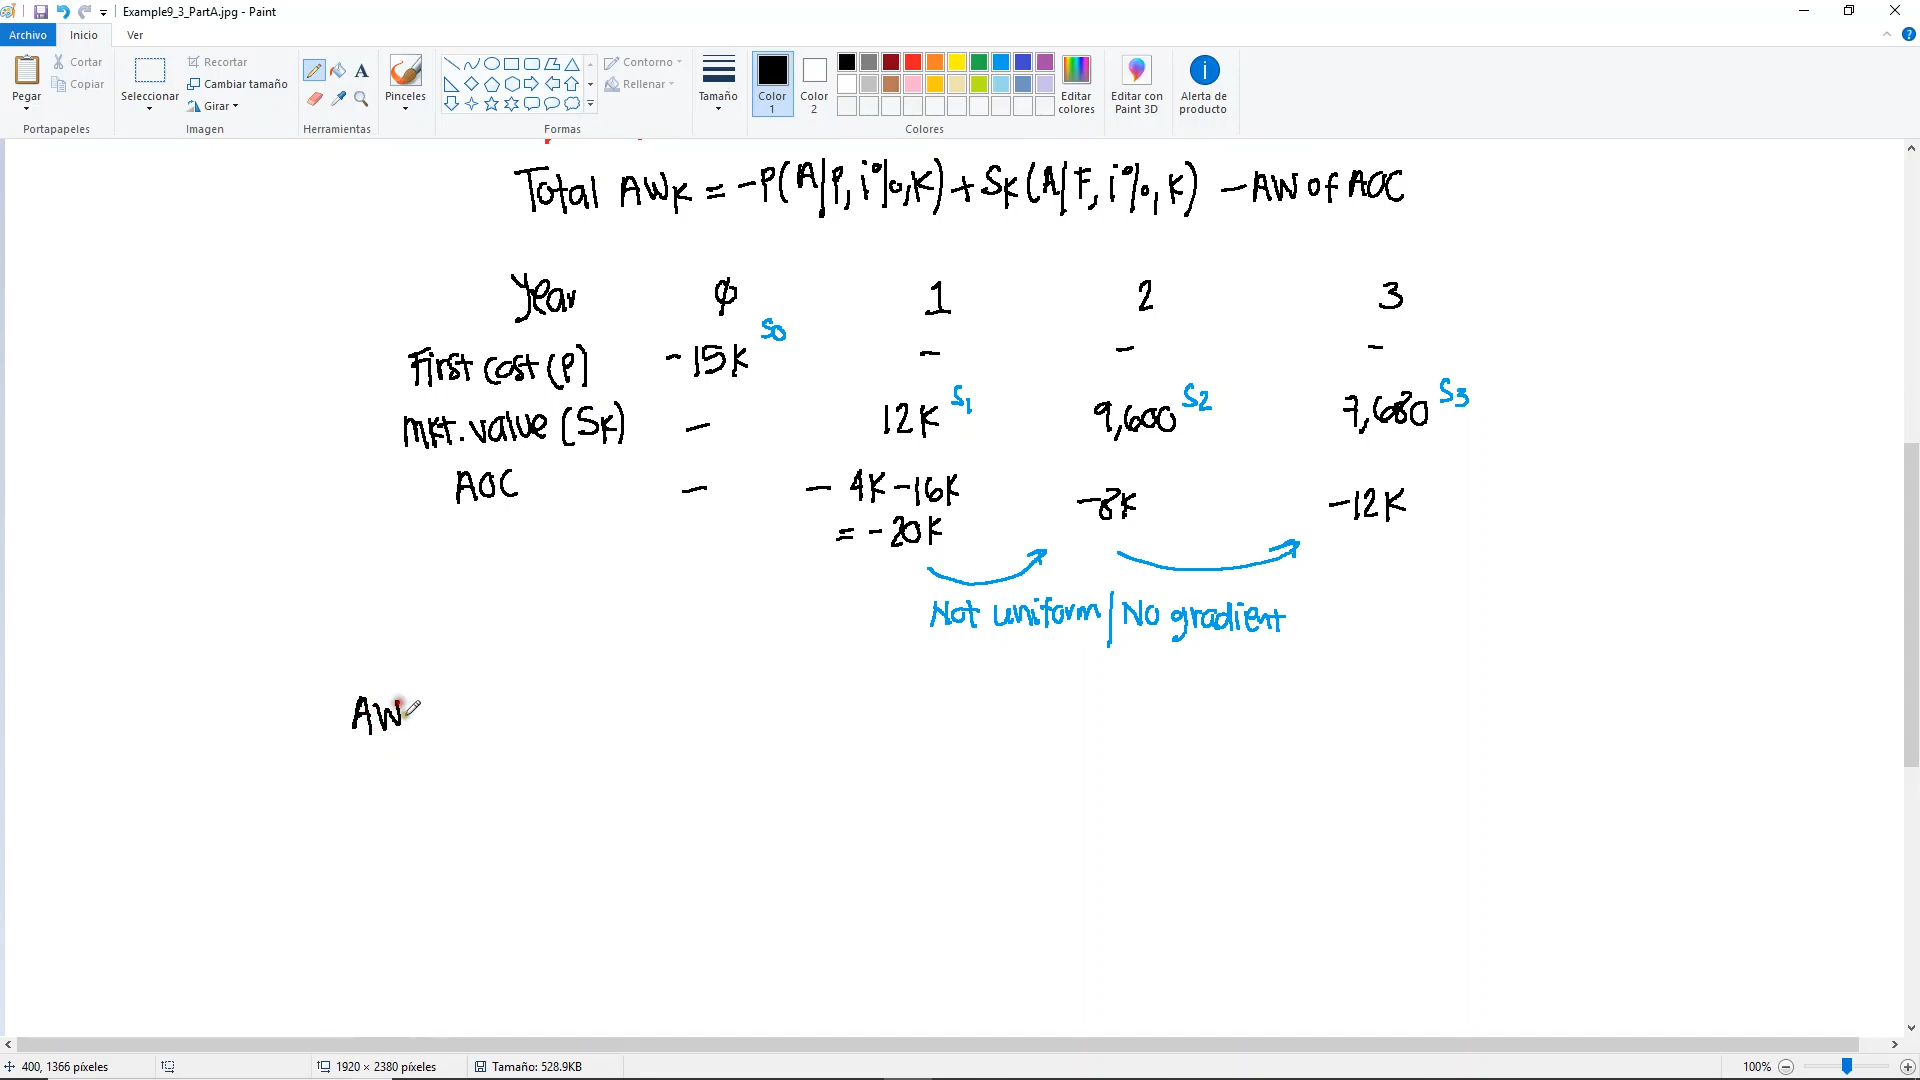 Example9_3_PartA.jpg - Paint
Archivo Inicio Ver
Pegar Cortar Copiar Portapapeles
Seleccionar Recortar Cambiar tamaño Girar Imagen
A Herramientas
Pinceles
Contorno Rellenar Formas
Tamaño
Color 1 Color 2 Editar colores Colores
Editar con Paint 3D
Alerta de producto
Total AWK = -P(A/P, i%, K) + SK(A/F, i%, K) - AW of AOC
Year ϕ 1 2 3
First cost (P) -15K S0 - - -
Mkt. value (SK) - 12K S1 9,600 S2 7,680 S3
AOC - - 4K -16K -8K -12K
= -20K
Not uniform / No gradient
AW
400, 1366 píxeles 1920 × 2380 píxeles Tamaño: 528.9KB 100%